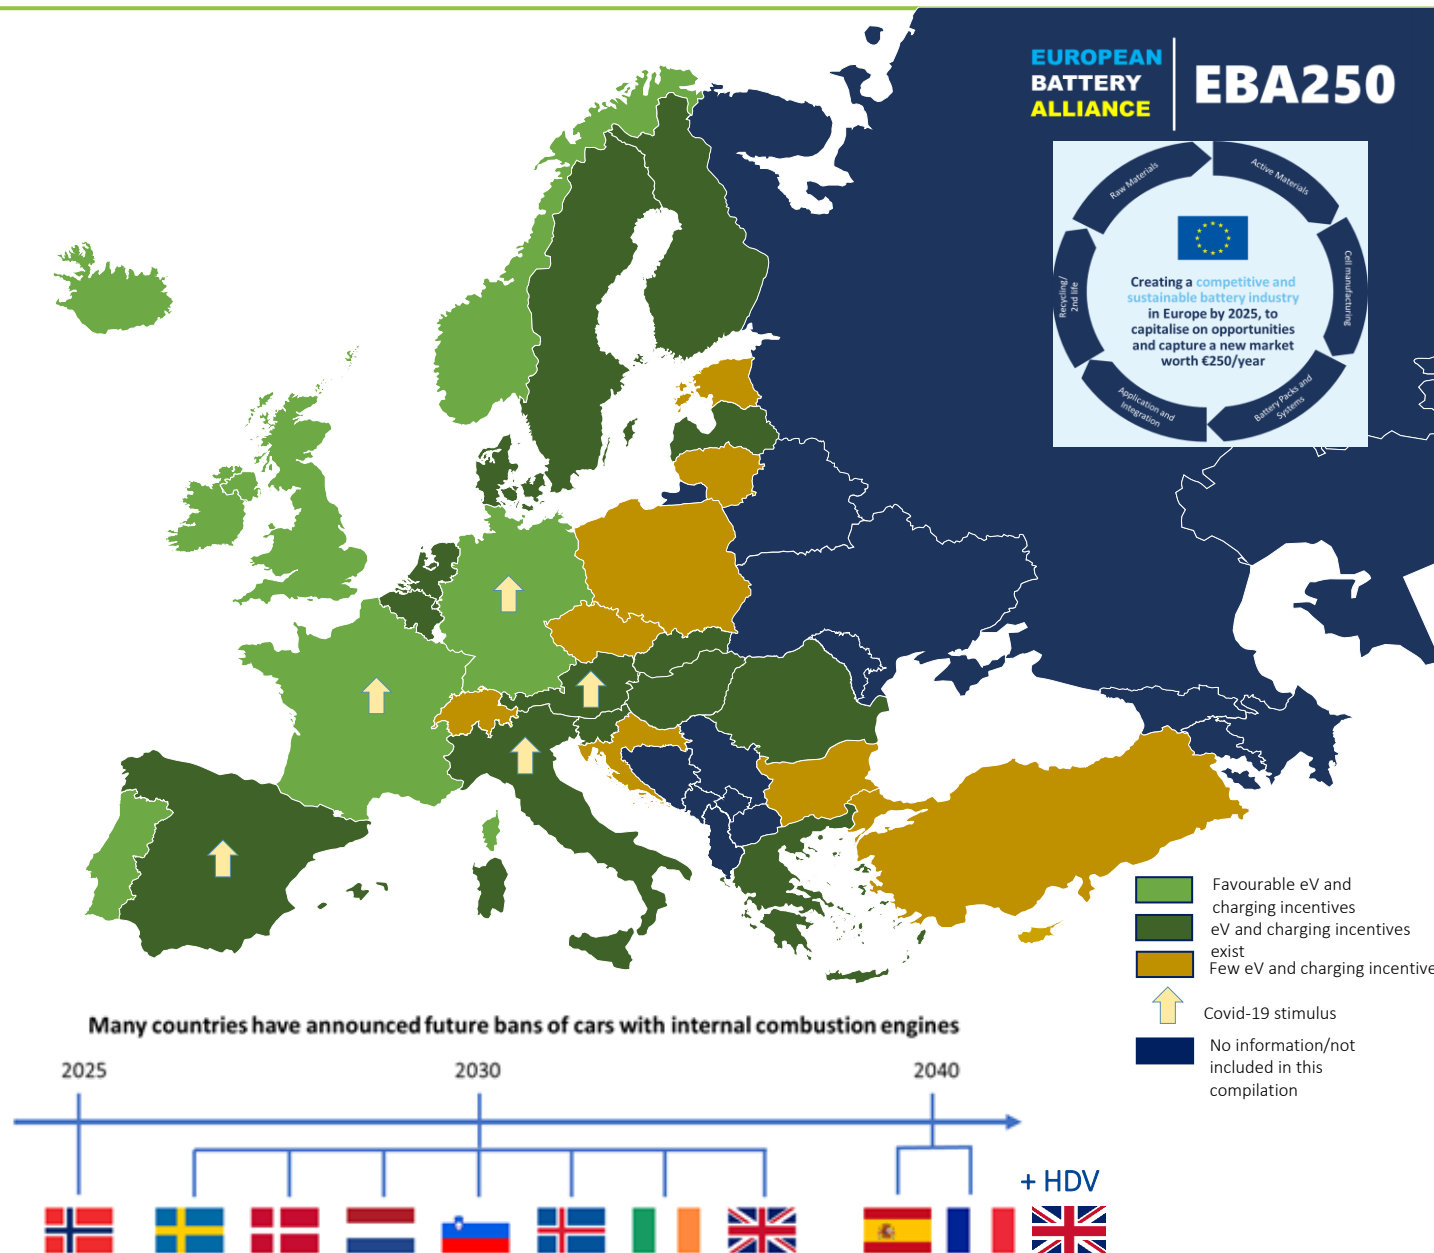 EUROPEAN
BATTERY
ALLIANCE
EBA250
Raw Materials
Active Materials
Cell manufacturing
Battery Packs and
Systems
Application and
Integration
Recycling/
2nd life
Creating a competitive and
sustainable battery industry
in Europe by 2025, to
capitalise on opportunities
and capture a new market
worth €250/year
Favourable eV and
charging incentives
eV and charging incentives
exist
Few eV and charging incentive
Covid-19 stimulus
No information/not
included in this
compilation
Many countries have announced future bans of cars with internal combustion engines
2025
2030
2040
+ HDV